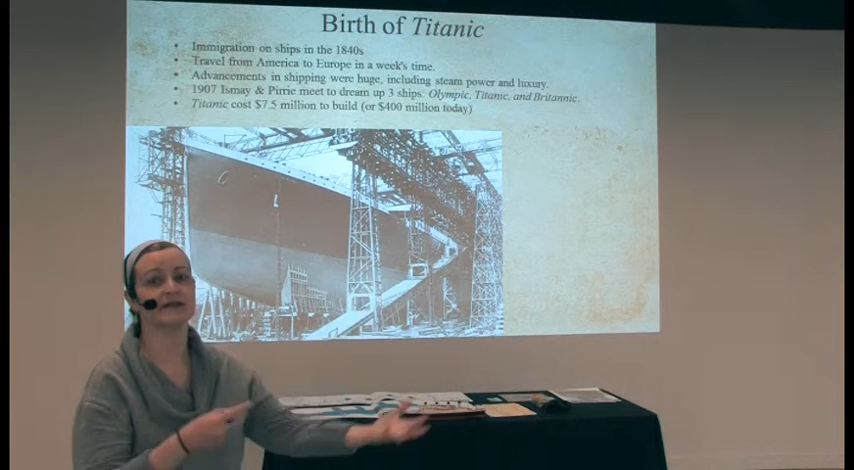 Birth of Titanic
• Immigration on ships in the 1840s
• Travel from America to Europe in a week's time.
• Advancements in shipping were huge, including steam power and luxury.
• 1907 Ismay & Pirrie meet to dream up 3 ships: Olympic, Titanic, and Britannic.
• Titanic cost $7.5 million to build (or $400 million today)